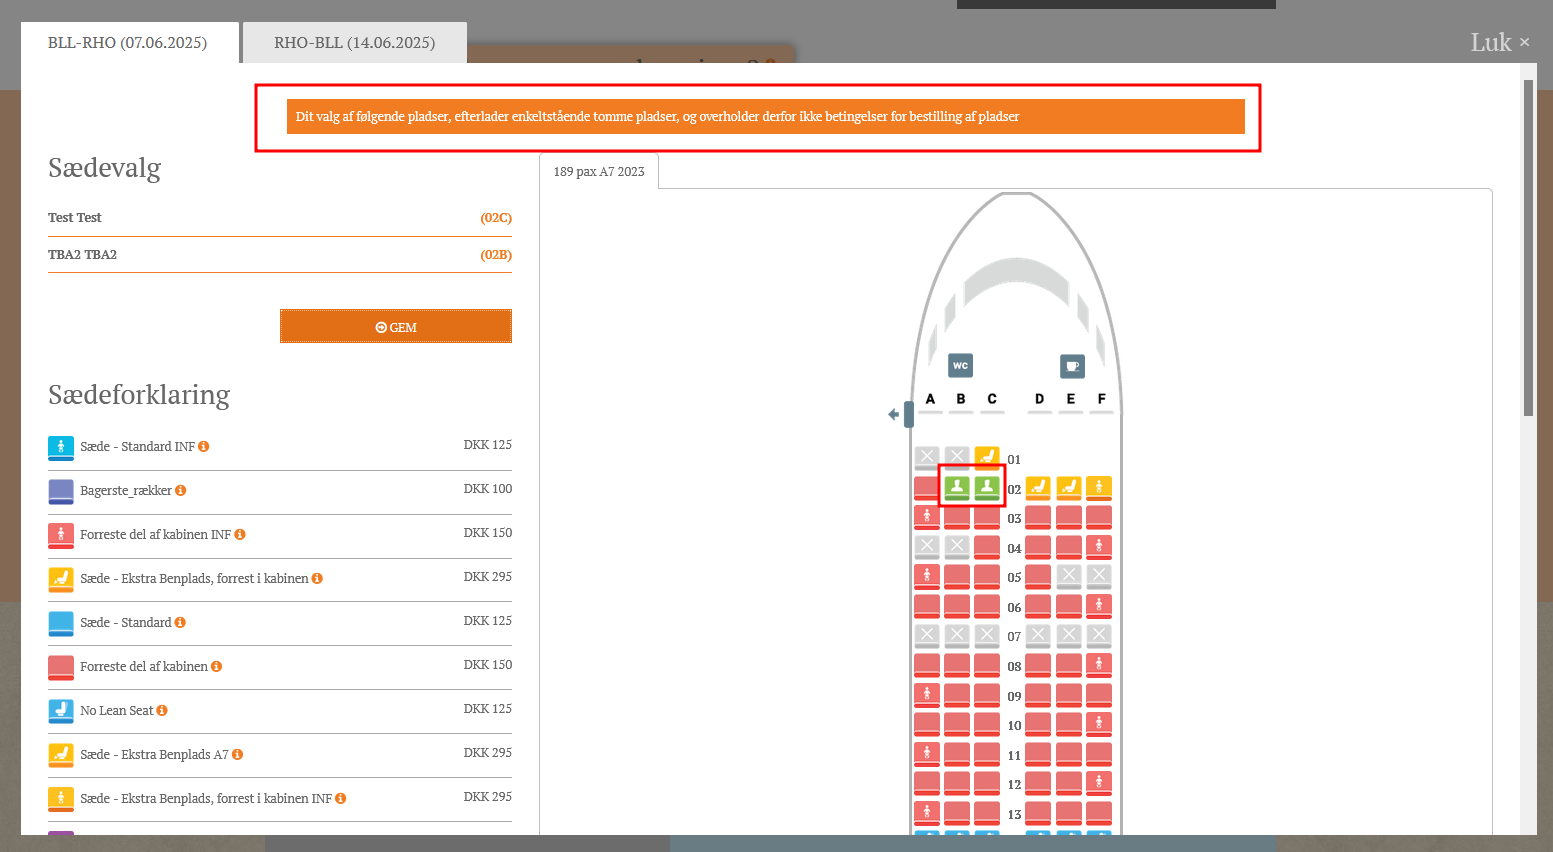 BLL-RHO (07.06.2025)
RHO-BLL (14.06.2025)
Luk ×
Dit valg af følgende pladser, efterlader enkeltstående tomme pladser, og overholder derfor ikke betingelser for bestilling af pladser
Sædevalg
Test Test (02C)
TBA2 TBA2 (02B)
GEM
Sædeforklaring
Sæde - Standard INF DKK 125
Bagerste_rækker DKK 100
Forreste del af kabinen INF DKK 150
Sæde - Ekstra Benplads, forrest i kabinen DKK 295
Sæde - Standard DKK 125
Forreste del af kabinen DKK 150
No Lean Seat DKK 125
Sæde - Ekstra Benplads A7 DKK 295
Sæde - Ekstra Benplads, forrest i kabinen INF DKK 295
189 pax A7 2023
WC
A B C D E F
01
02
03
04
05
06
07
08
09
10
11
12
13